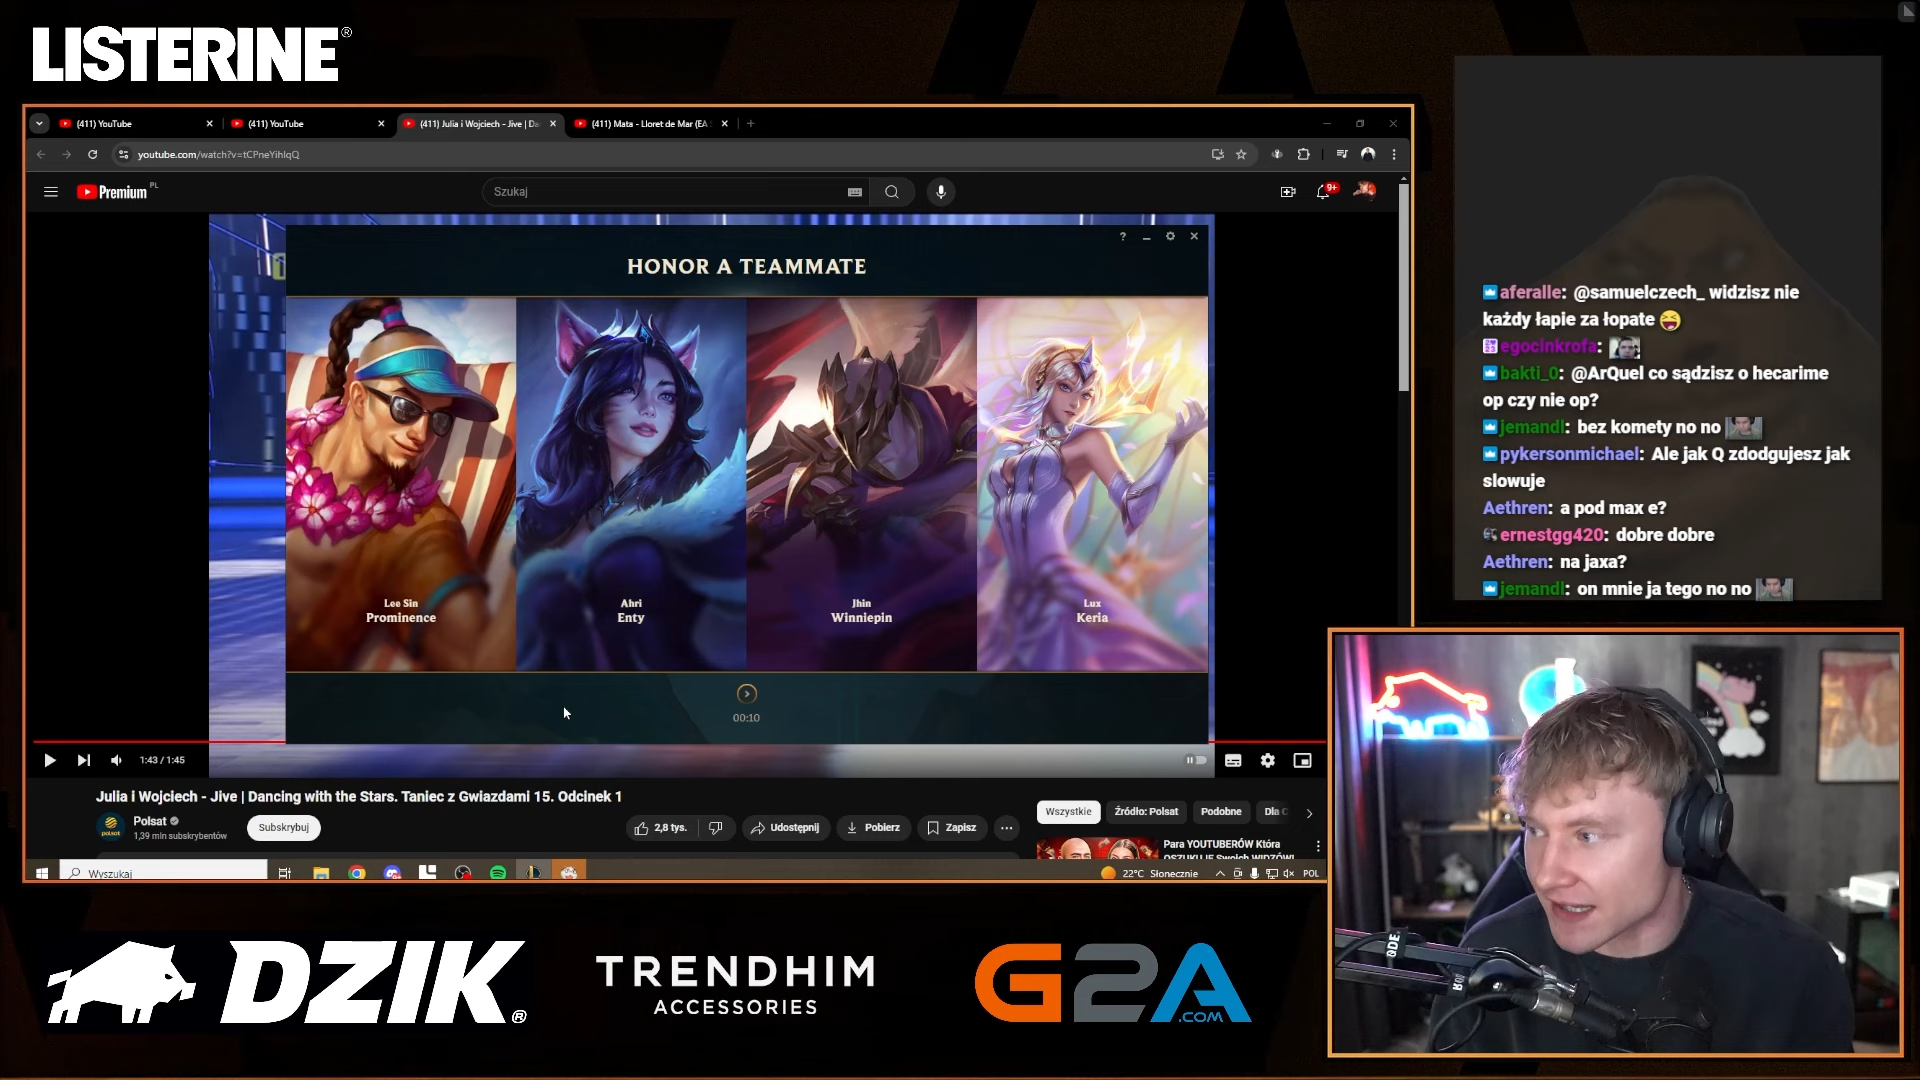 LISTERINE®
(411) YouTube
(411) YouTube
(411) Julia i Wojciech - Jive | Da
(411) Mata - Lloret de Mar (EA
youtube.com/watch?v=tCPneYihlqQ
Premium PL
Szukaj
9+
HONOR A TEAMMATE
Lee Sin
Prominence
Ahri
Enty
Jhin
Winniepin
Lux
Keria
00:10
1:43 / 1:45
Julia i Wojciech - Jive | Dancing with the Stars. Taniec z Gwiazdami 15. Odcinek 1
Polsat
1,39 mln subskrybentów
Subskrybuj
2,8 tys.
Udostępnij
Pobierz
Zapisz
Wszystkie
Źródło: Polsat
Podobne
Dla C
Para YOUTUBERÓW Która
OSZUKUJE Swoich WIDZÓW!
Wyszukaj
22°C Słonecznie
POL
aferalle: @samuelczech_ widzisz nie
każdy łapie za łopate
egocinkrofa:
bakti_0: @ArQuel co sądzisz o hecarime
op czy nie op?
jemandl: bez komety no no
pykersonmichael: Ale jak Q zdodgujesz jak
slowuje
Aethren: a pod max e?
ernestgg420: dobre dobre
Aethren: na jaxa?
jemandl: on mnie ja tego no no
DZIK®
TRENDHIM
ACCESSORIES
G2A
.COM